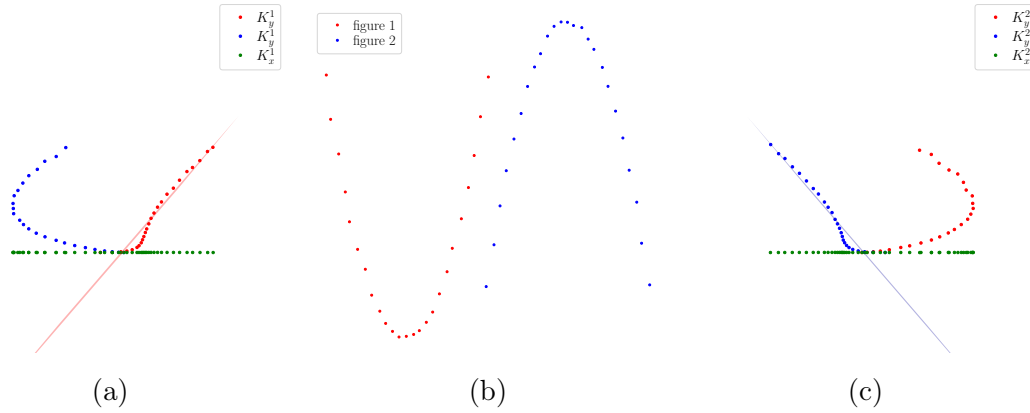 K_y^1
K_y^1
K_x^1
figure 1
figure 2
K_y^2
K_y^2
K_x^2
(a)
(b)
(c)